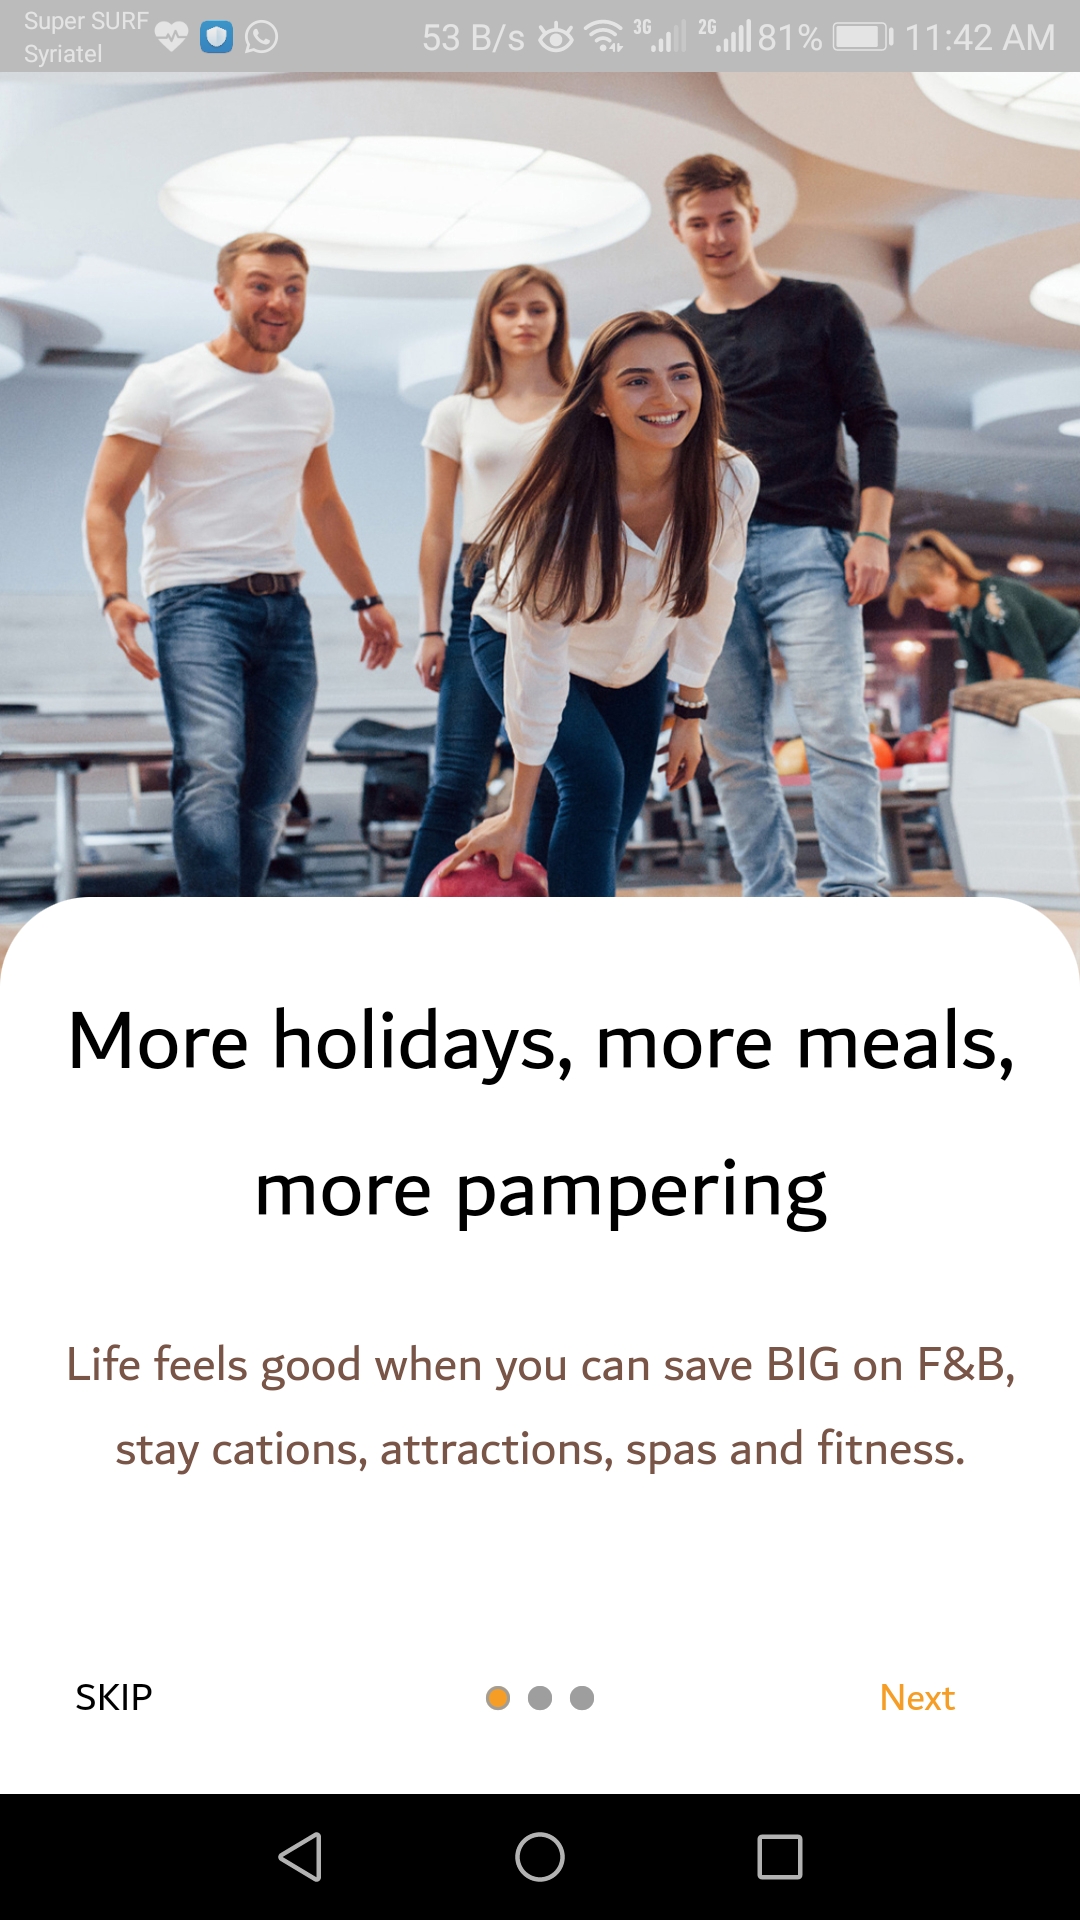 Super SURF
Syriatel
53 B/s 3G 2G 81% 11:42 AM
More holidays, more meals,
more pampering
Life feels good when you can save BIG on F&B,
stay cations, attractions, spas and fitness.
SKIP
Next